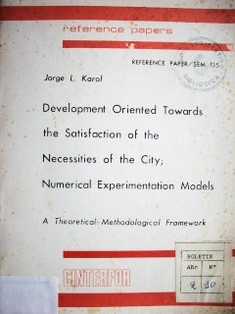 reference papers
REFERENCE PAPER/SEM. 135
Jorge L. Karol
Development Oriented Towards
the Satisfaction of the
Necessities of the City;
Numerical Experimentation Models
A Theoretical-Methodological Framework
CINTERFOR
BOLETIN
Año Nº